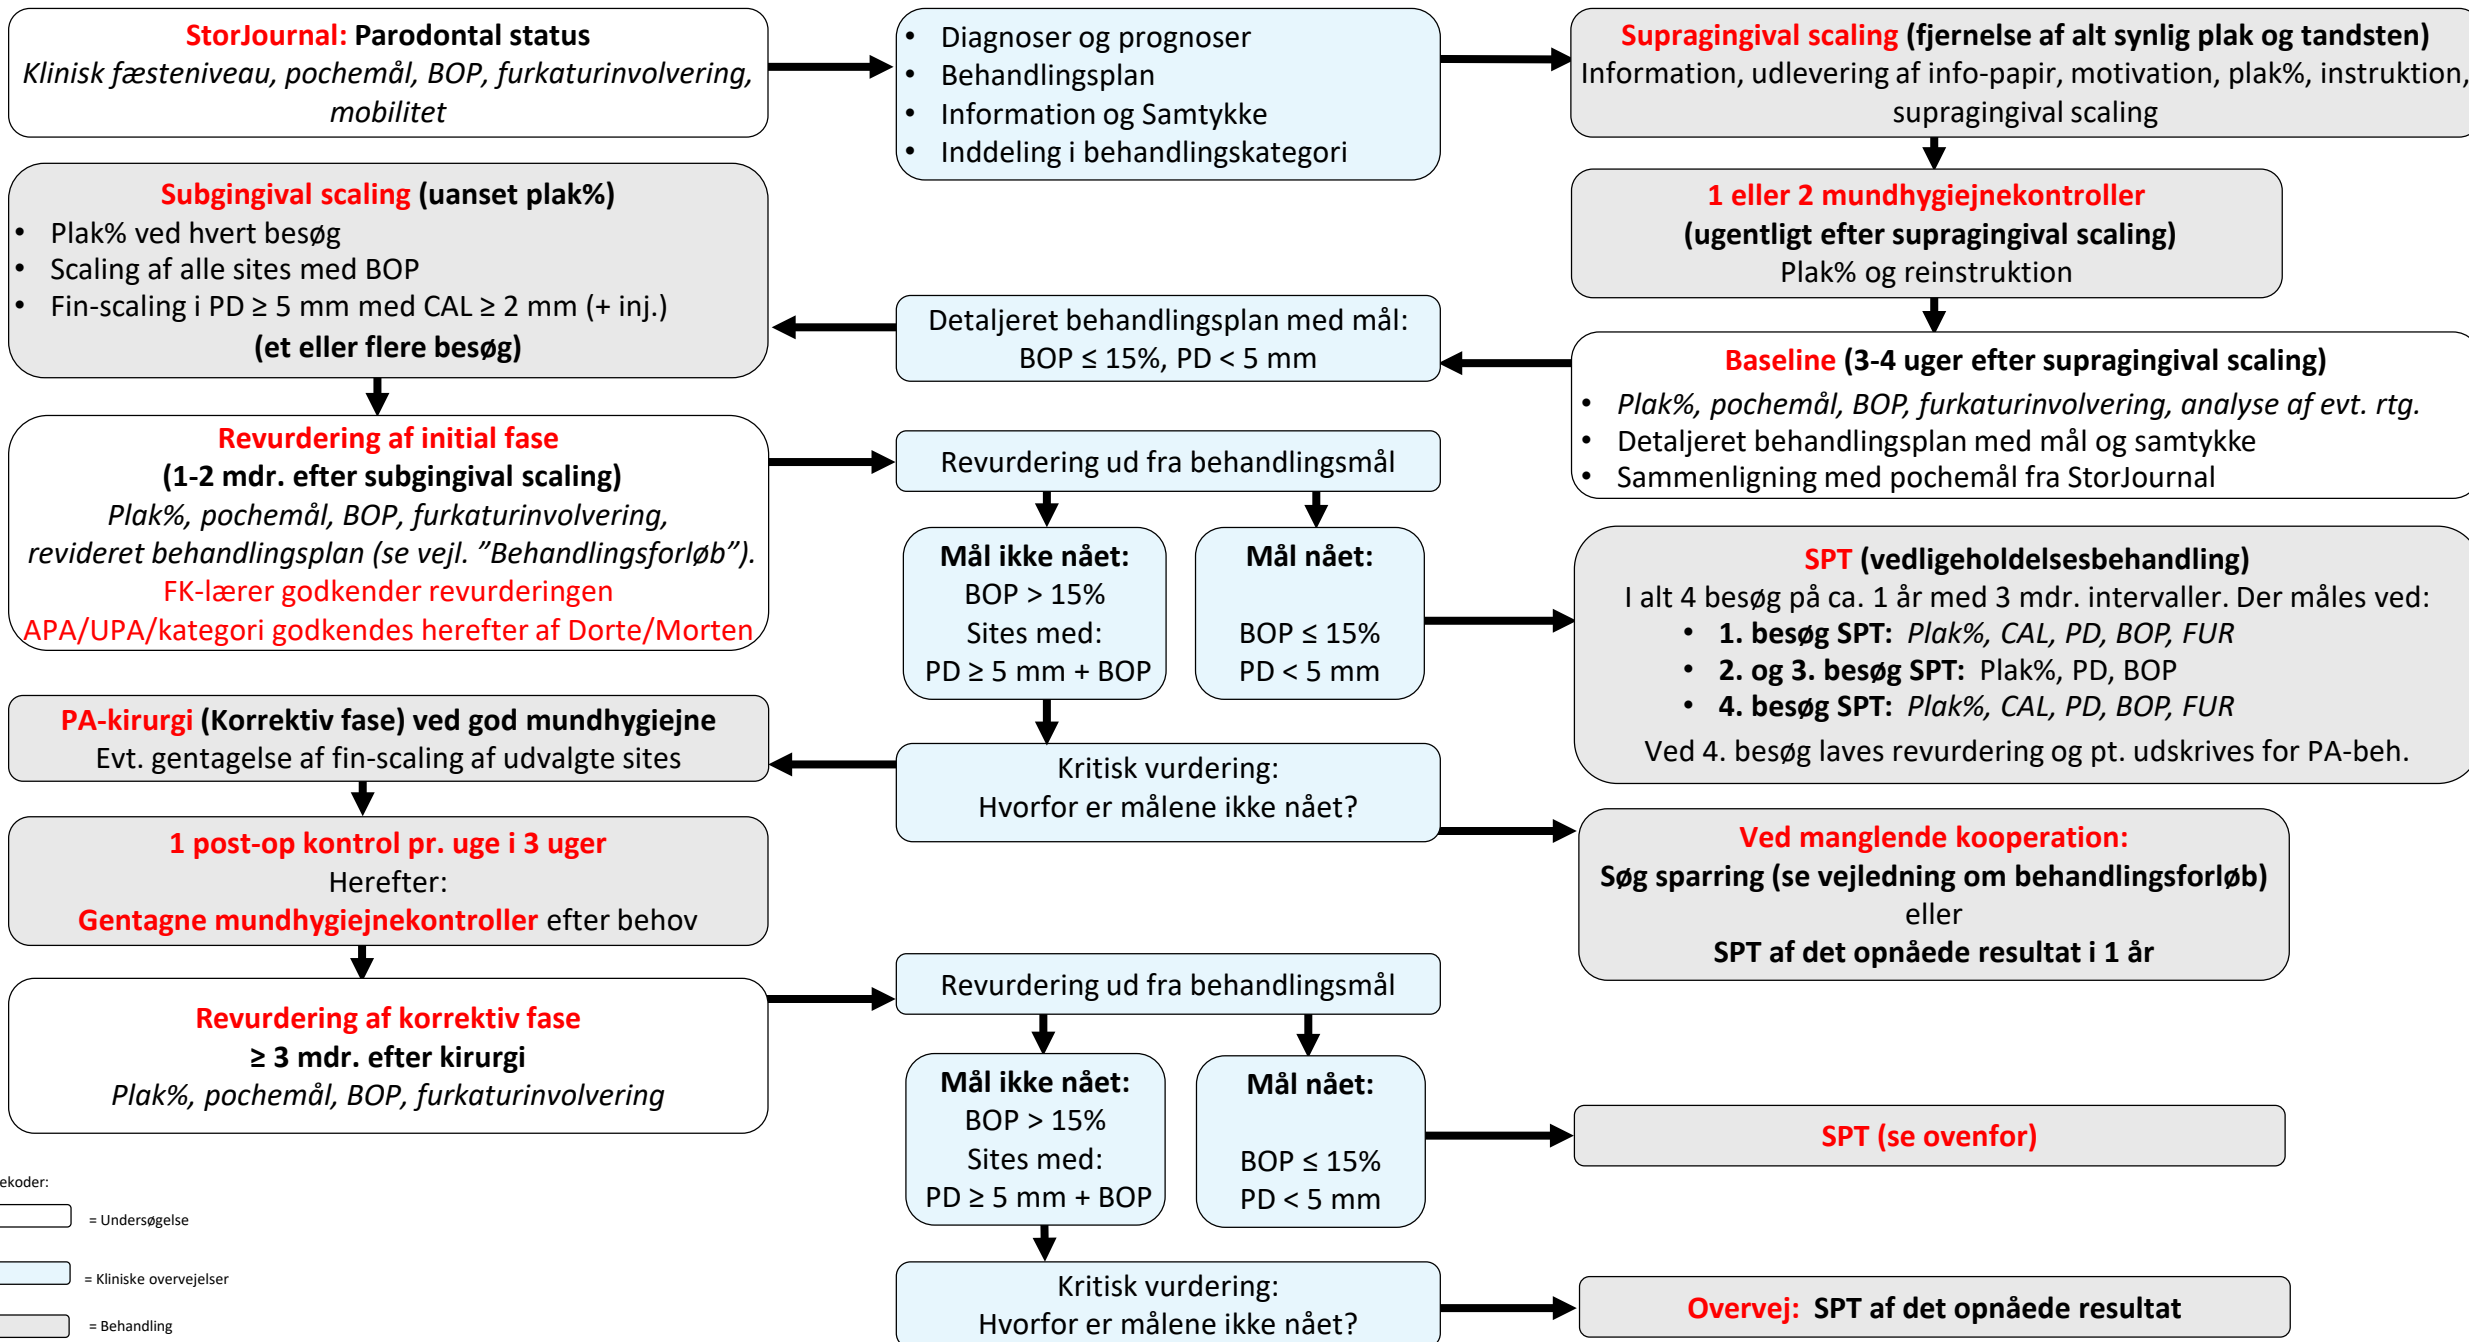 StorJournal: Parodontal status
Klinisk fæsteniveau, pochemål, BOP, furkaturinvolvering,
mobilitet
• Diagnoser og prognoser
• Behandlingsplan
• Information og Samtykke
• Inddeling i behandlingskategori
Supragingival scaling (fjernelse af alt synlig plak og tandsten)
Information, udlevering af info-papir, motivation, plak%, instruktion,
supragingival scaling
1 eller 2 mundhygiejnekontroller
(ugentligt efter supragingival scaling)
Plak% og reinstruktion
Baseline (3-4 uger efter supragingival scaling)
• Plak%, pochemål, BOP, furkaturinvolvering, analyse af evt. rtg.
• Detaljeret behandlingsplan med mål og samtykke
• Sammenligning med pochemål fra StorJournal
Detaljeret behandlingsplan med mål:
BOP ≤ 15%, PD < 5 mm
Subgingival scaling (uanset plak%)
• Plak% ved hvert besøg
• Scaling af alle sites med BOP
• Fin-scaling i PD ≥ 5 mm med CAL ≥ 2 mm (+ inj.)
(et eller flere besøg)
Revurdering af initial fase
(1-2 mdr. efter subgingival scaling)
Plak%, pochemål, BOP, furkaturinvolvering,
revideret behandlingsplan (se vejl. ”Behandlingsforløb”).
FK-lærer godkender revurderingen
APA/UPA/kategori godkendes herefter af Dorte/Morten
Revurdering ud fra behandlingsmål
Mål ikke nået:
BOP > 15%
Sites med:
PD ≥ 5 mm + BOP
Mål nået:
BOP ≤ 15%
PD < 5 mm
SPT (vedligeholdelsesbehandling)
I alt 4 besøg på ca. 1 år med 3 mdr. intervaller. Der måles ved:
• 1. besøg SPT: Plak%, CAL, PD, BOP, FUR
• 2. og 3. besøg SPT: Plak%, PD, BOP
• 4. besøg SPT: Plak%, CAL, PD, BOP, FUR
Ved 4. besøg laves revurdering og pt. udskrives for PA-beh.
Kritisk vurdering:
Hvorfor er målene ikke nået?
PA-kirurgi (Korrektiv fase) ved god mundhygiejne
Evt. gentagelse af fin-scaling af udvalgte sites
Ved manglende kooperation:
Søg sparring (se vejledning om behandlingsforløb)
eller
SPT af det opnåede resultat i 1 år
1 post-op kontrol pr. uge i 3 uger
Herefter:
Gentagne mundhygiejnekontroller efter behov
Revurdering af korrektiv fase
≥ 3 mdr. efter kirurgi
Plak%, pochemål, BOP, furkaturinvolvering
Revurdering ud fra behandlingsmål
Mål ikke nået:
BOP > 15%
Sites med:
PD ≥ 5 mm + BOP
Mål nået:
BOP ≤ 15%
PD < 5 mm
SPT (se ovenfor)
Kritisk vurdering:
Hvorfor er målene ikke nået?
Overvej: SPT af det opnåede resultat
ekoder:
= Undersøgelse
= Kliniske overvejelser
= Behandling